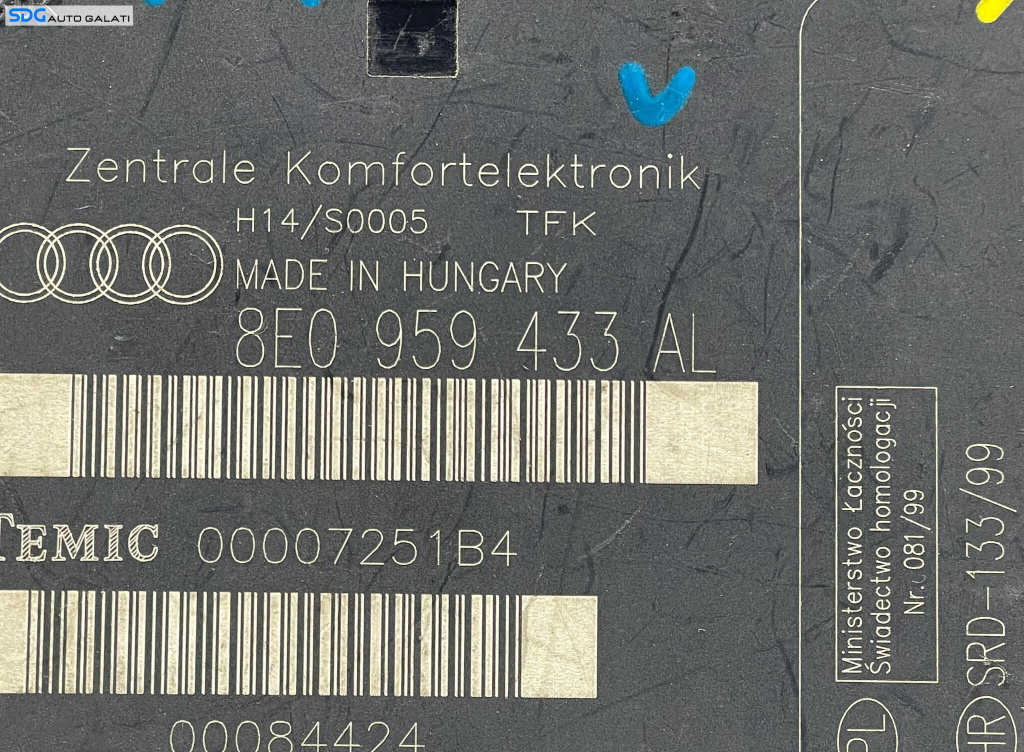 SDG AUTO GALATI
Zentrale Komfortelektronik
H14/S0005 TFK
MADE IN HUNGARY
8E0 959 433 AL
TEMIC 00007251B4
00084424
Ministerstwo Łączności
Świadectwo homologacji
Nr.: 081/99
PL
IR SRD-133/99